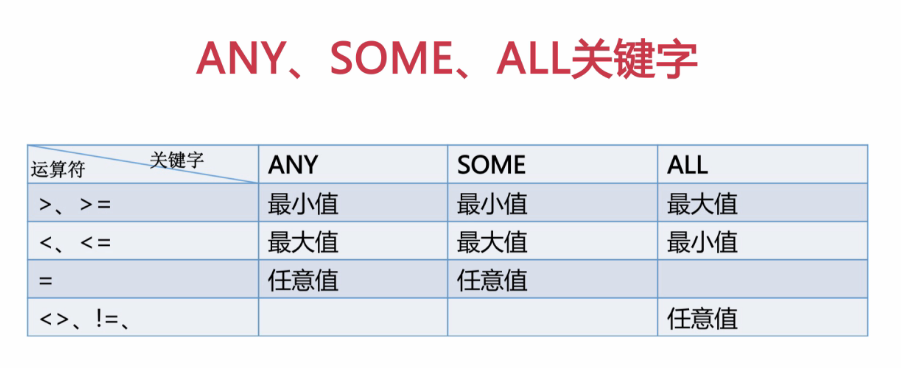 ANY、SOME、ALL关键字
运算符 关键字 ANY SOME ALL
>、>= 最小值 最小值 最大值
<、<= 最大值 最大值 最小值
= 任意值 任意值
<>、!=、 任意值